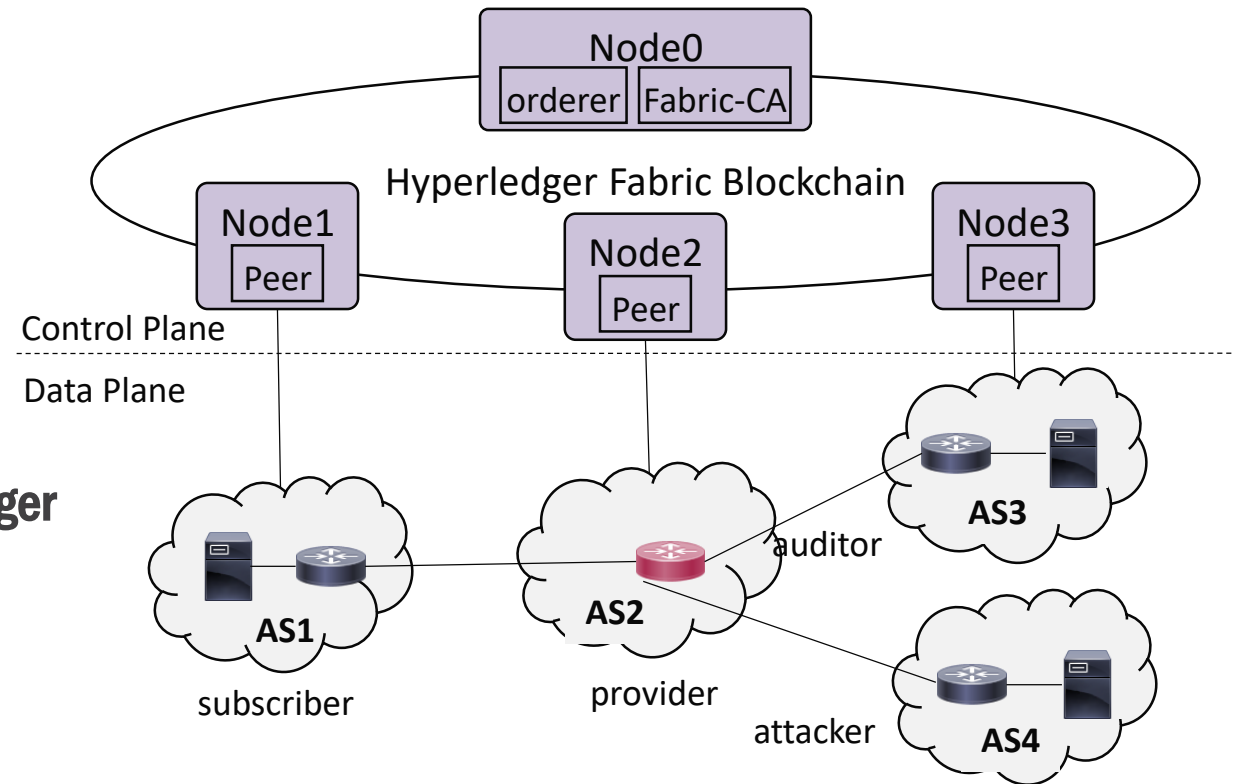 Node0
orderer Fabric-CA
Hyperledger Fabric Blockchain
Node1
Peer
Node2
Peer
Node3
Peer
Control Plane
Data Plane
ger
AS3
auditor
AS1
AS2
subscriber
provider
attacker
AS4